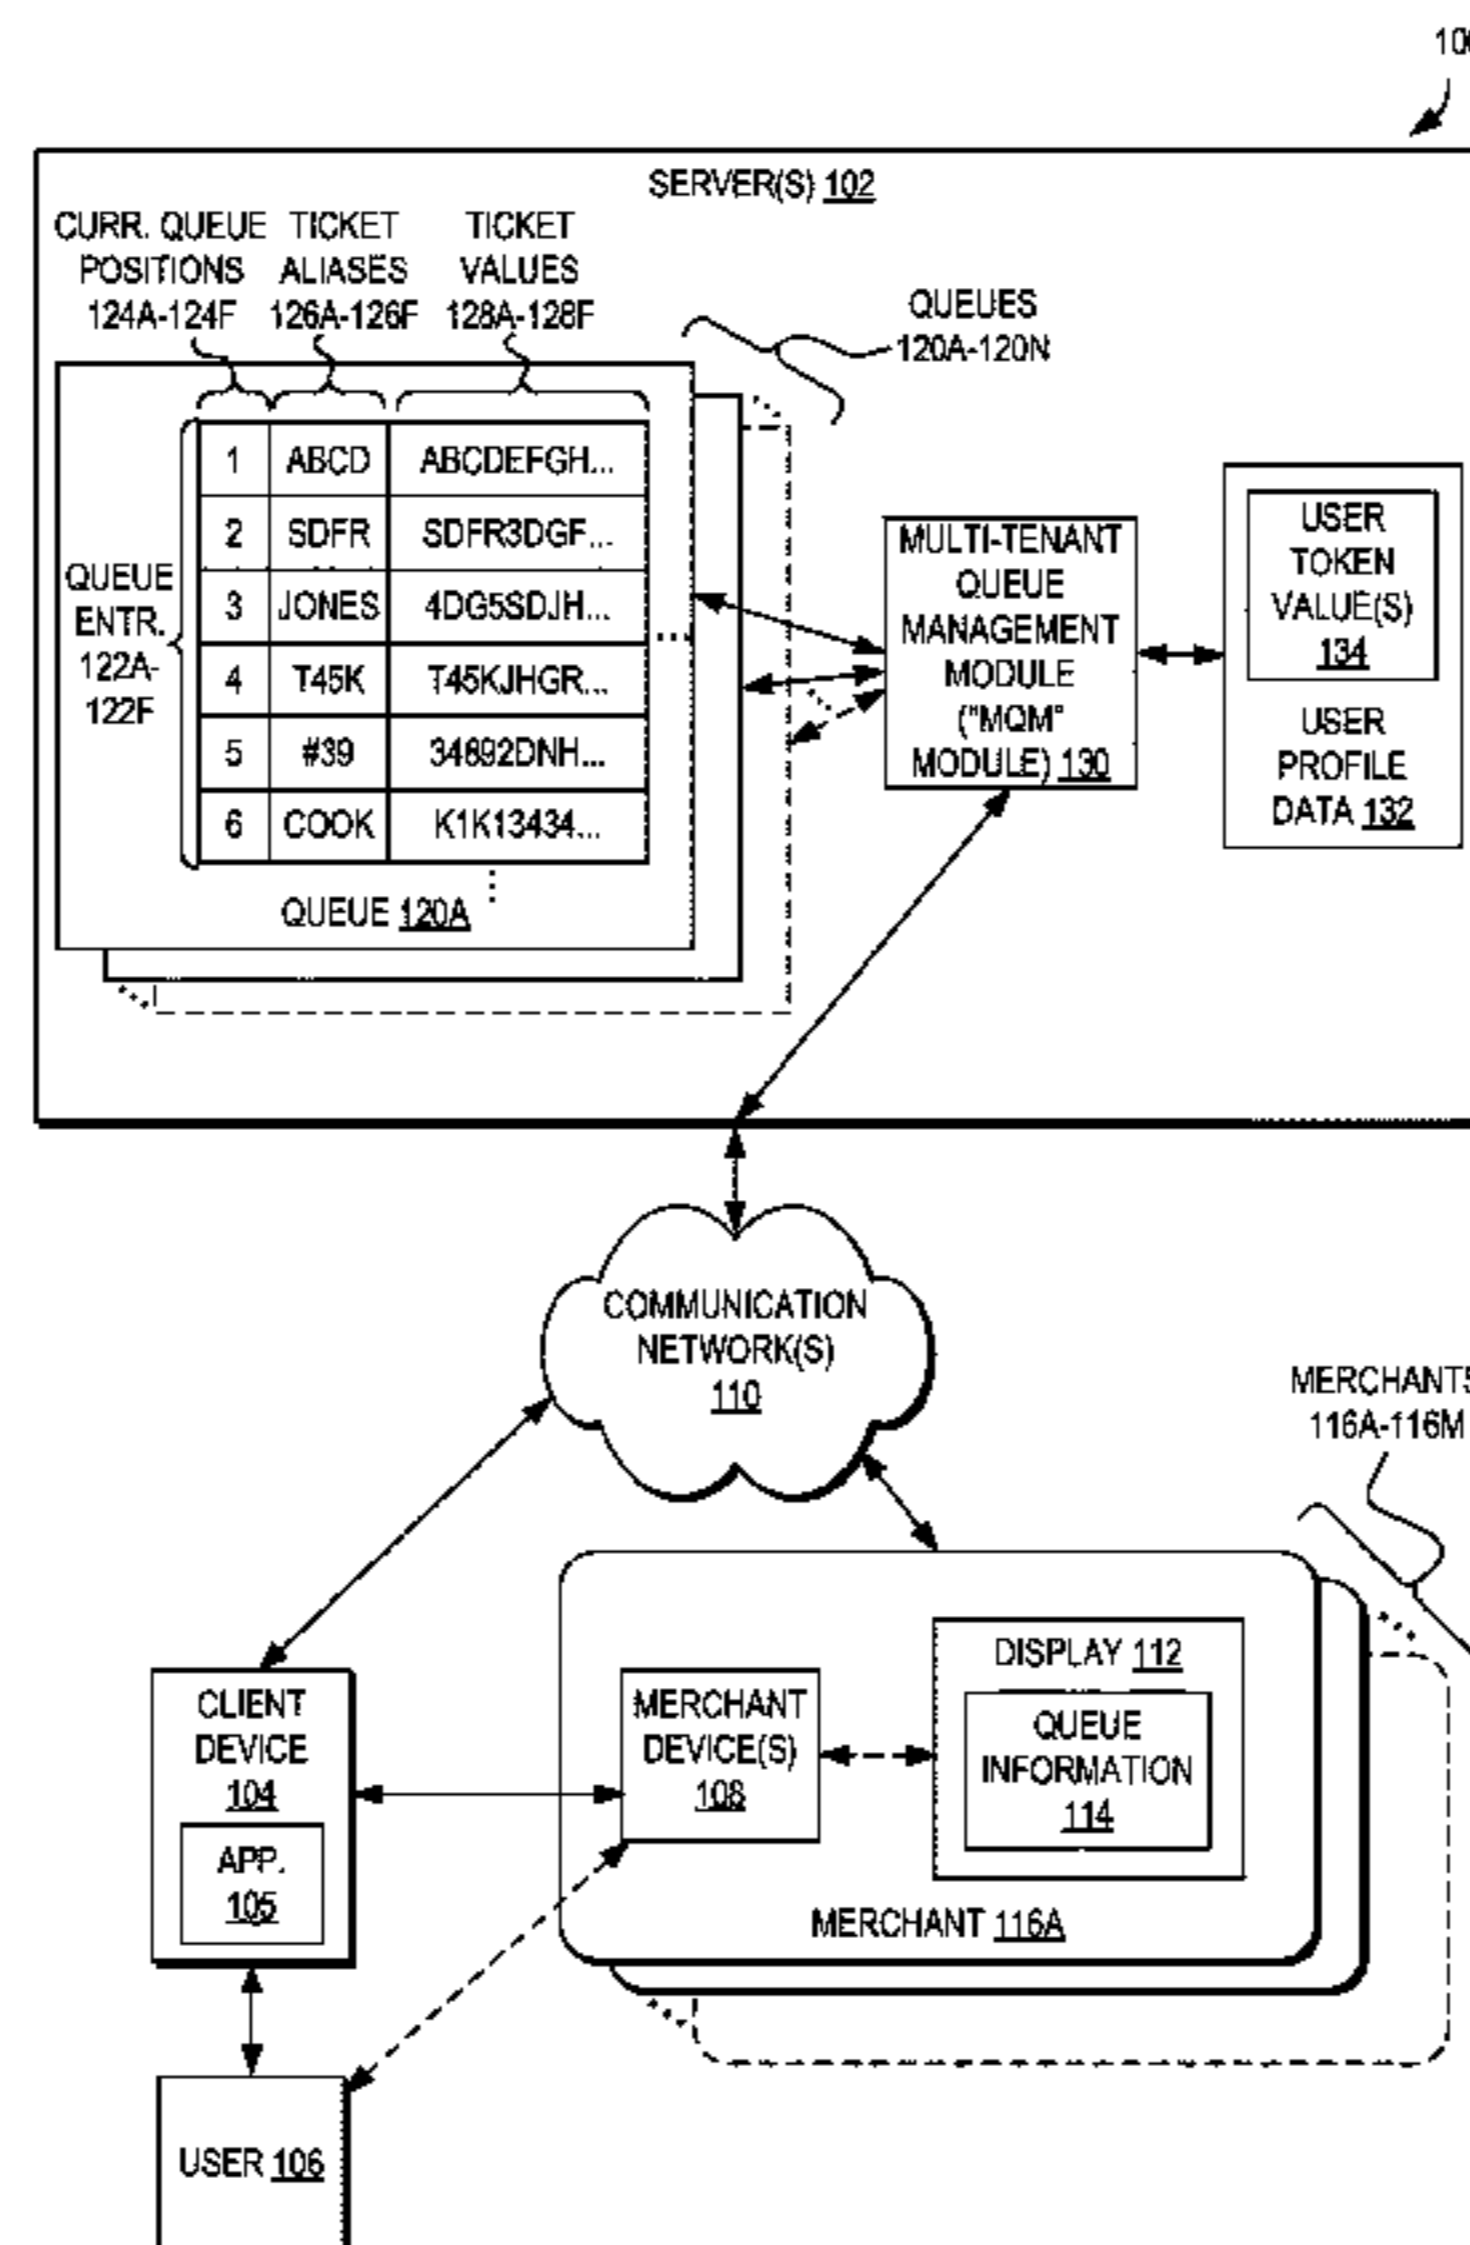 100
SERVER(S) 102
CURR. QUEUE
POSITIONS
124A-124F
TICKET
ALIASES
126A-126F
TICKET
VALUES
128A-128F
QUEUES
120A-120N
QUEUE
ENTR.
122A-
122F
1 ABCD ABCDEFGH...
2 SDFR SDFR3DGF...
3 JONES 4DG5SDJH...
4 T45K T45KJHGR...
5 #39 34892DNH...
6 COOK K1K13434...
QUEUE 120A
MULTI-TENANT
QUEUE
MANAGEMENT
MODULE
("MQM"
MODULE) 130
USER
TOKEN
VALUE(S)
134
USER
PROFILE
DATA 132
COMMUNICATION
NETWORK(S)
110
MERCHANTS
116A-116M
CLIENT
DEVICE
104
APP.
105
MERCHANT
DEVICE(S)
108
DISPLAY 112
QUEUE
INFORMATION
114
MERCHANT 116A
USER 106